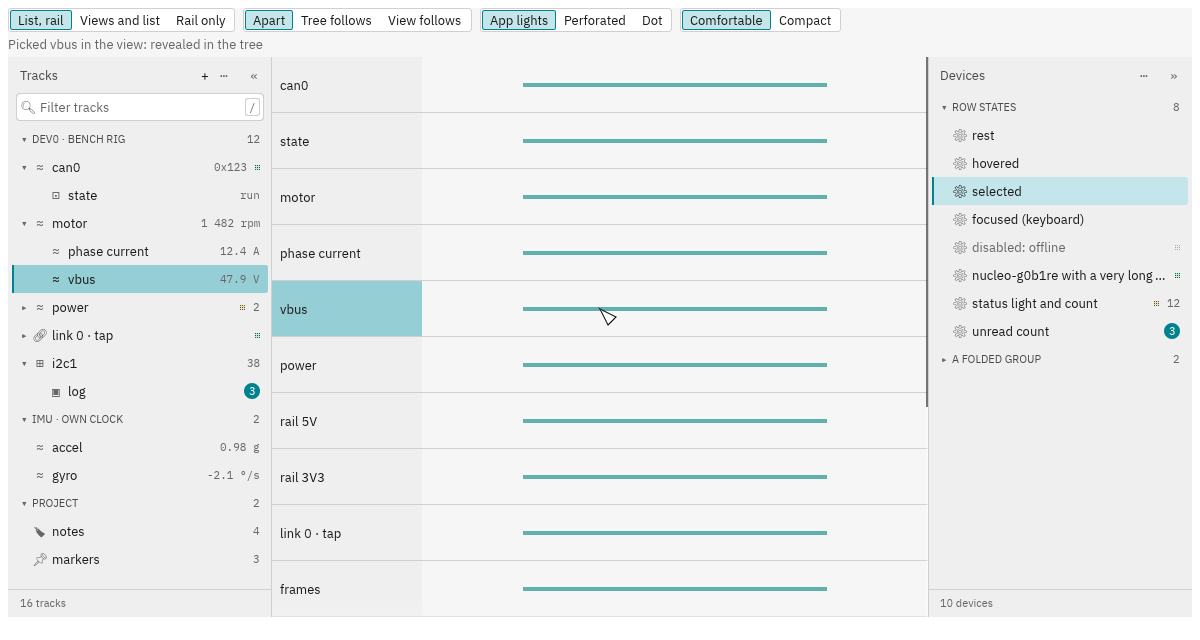 List, rail Views and list Rail only Apart Tree follows View follows App lights Perforated Dot Comfortable Compact
Picked vbus in the view: revealed in the tree
Tracks + ··· «
Filter tracks /
DEV0 · BENCH RIG 12
can0 0x123
state run
motor 1 482 rpm
phase current 12.4 A
vbus 47.9 V
power 2
link 0 · tap
i2c1 38
log 3
IMU · OWN CLOCK 2
accel 0.98 g
gyro -2.1 °/s
PROJECT 2
notes 4
markers 3
16 tracks
can0
state
motor
phase current
vbus
power
rail 5V
rail 3V3
link 0 · tap
frames
Devices ··· »
ROW STATES 8
rest
hovered
selected
focused (keyboard)
disabled: offline
nucleo-g0b1re with a very long ...
status light and count 12
unread count 3
A FOLDED GROUP 2
10 devices